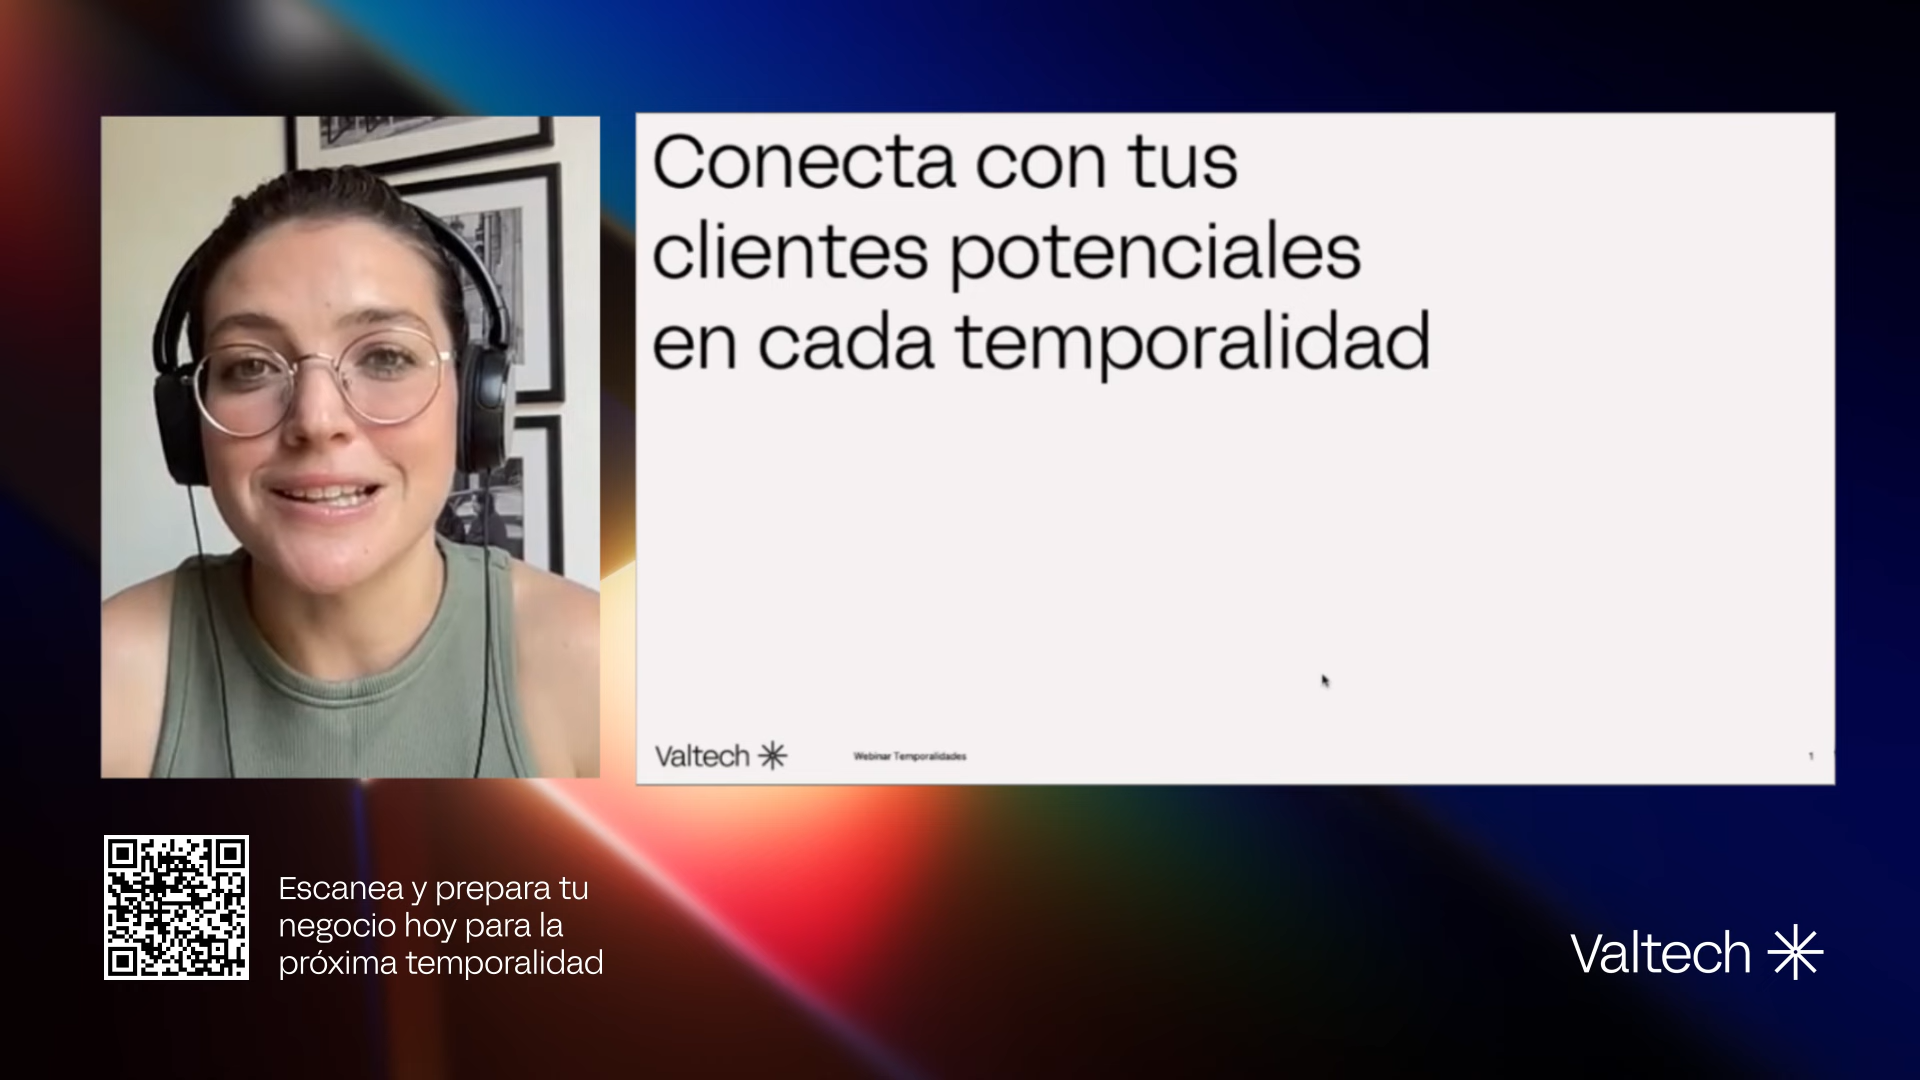 Conecta con tus
clientes potenciales
en cada temporalidad
Valtech
Webinar Temporalidades
1
Escanea y prepara tu
negocio hoy para la
próxima temporalidad
Valtech